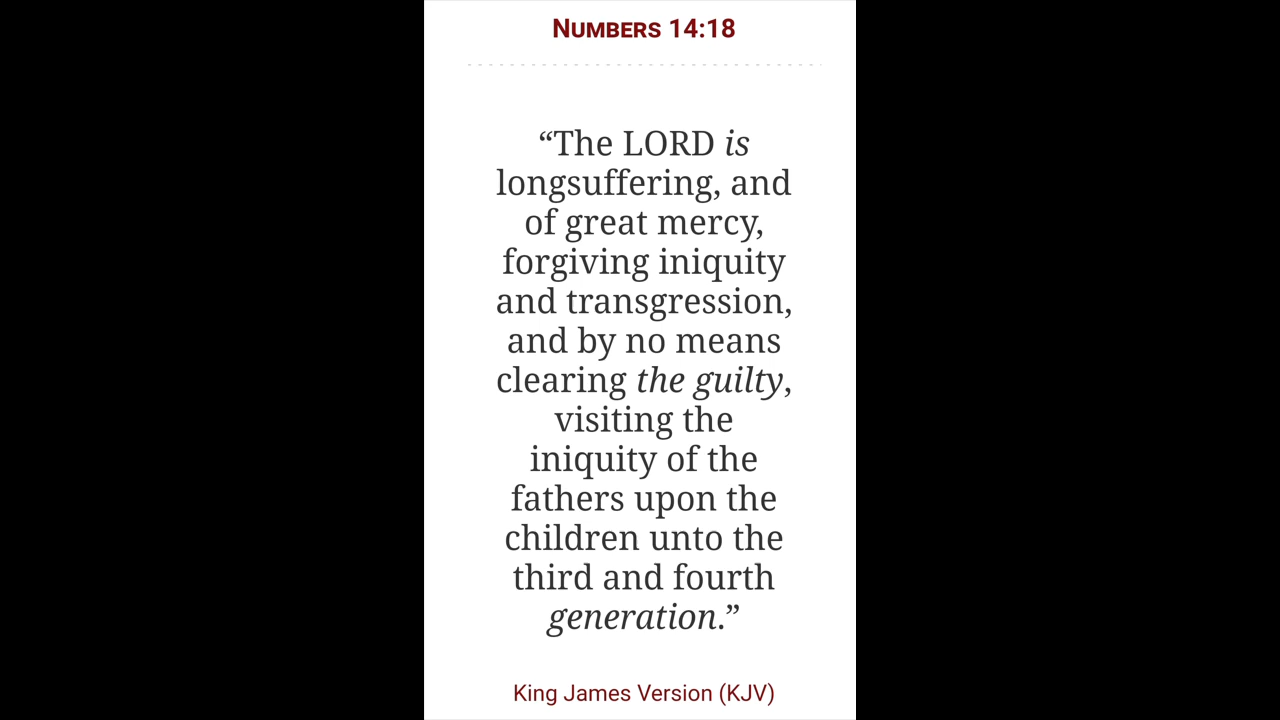 NUMBERS 14:18
“The LORD is
longsuffering, and
of great mercy,
forgiving iniquity
and transgression,
and by no means
clearing the guilty,
visiting the
iniquity of the
fathers upon the
children unto the
third and fourth
generation.”
King James Version (KJV)